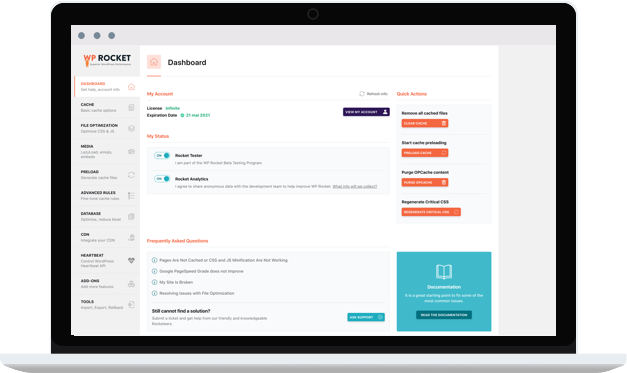 WP ROCKET
Superior WordPress Performance
DASHBOARD
Get help, account info
CACHE
Basic cache options
FILE OPTIMIZATION
Optimize CSS & JS
MEDIA
LazyLoad, emojis, embeds
PRELOAD
Generate cache files
ADVANCED RULES
Fine-tune cache rules
DATABASE
Optimize, reduce bloat
CDN
Integrate your CDN
HEARTBEAT
Control WordPress
Heartbeat API
ADD-ONS
Add more features
TOOLS
Import, Export, Rollback
Dashboard
My Account
Refresh info
License Infinite
Expiration Date 21 mai 2021
VIEW MY ACCOUNT
My Status
ON Rocket Tester
I am part of the WP Rocket Beta Testing Program.
ON Rocket Analytics
I agree to share anonymous data with the development team to help improve WP Rocket. What info will we collect?
Frequently Asked Questions
Pages Are Not Cached or CSS and JS Minification Are Not Working
Google PageSpeed Grade does not Improve
My Site Is Broken
Resolving Issues with File Optimization
Still cannot find a solution?
Submit a ticket and get help from our friendly and knowledgeable
Rocketeers
ASK SUPPORT
Quick Actions
Remove all cached files
CLEAR CACHE
Start cache preloading
PRELOAD CACHE
Purge OPCache content
PURGE OPCACHE
Regenerate Critical CSS
REGENERATE CRITICAL CSS
Documentation
It is a great starting point to fix some of the
most common issues.
READ THE DOCUMENTATION